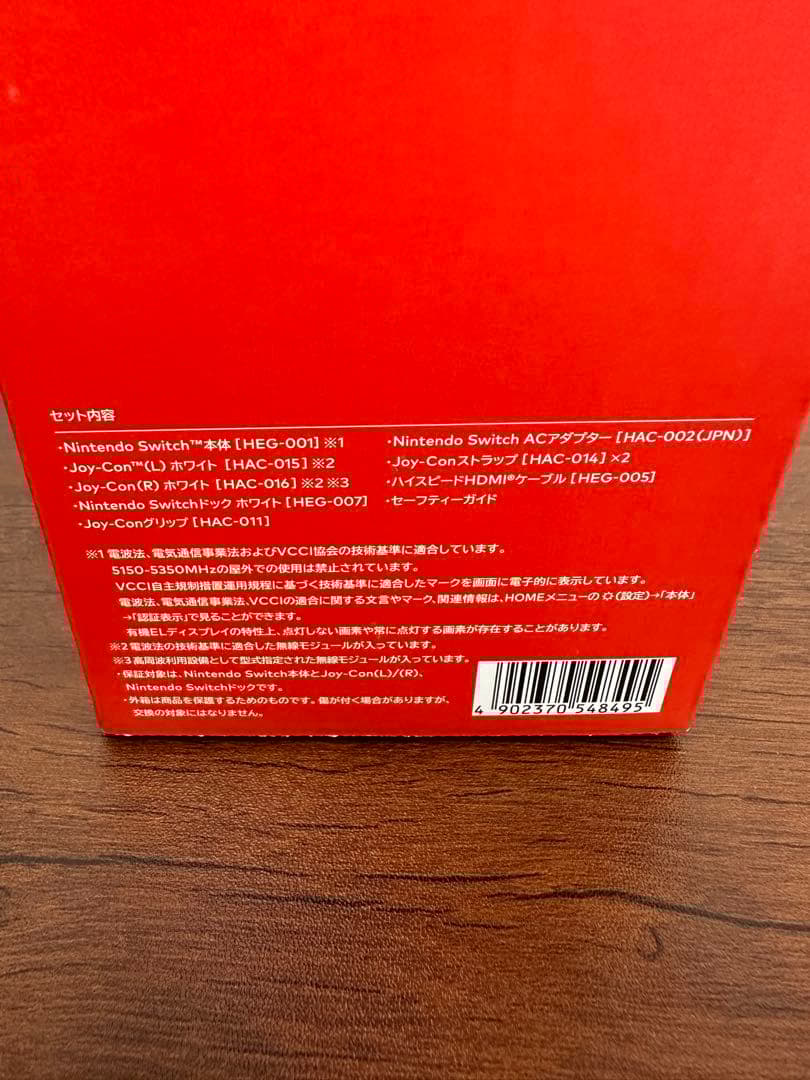 セット内容
・Nintendo Switch™本体 [HEG-001] ※1
・Joy-Con™(L) ホワイト [HAC-015] ※2
・Joy-Con(R) ホワイト [HAC-016] ※2 ※3
・Nintendo Switchドック ホワイト [HEG-007]
・Joy-Conグリップ [HAC-011]
・Nintendo Switch ACアダプター [HAC-002(JPN)]
・Joy-Conストラップ [HAC-014] ×2
・ハイスピードHDMI®ケーブル [HEG-005]
・セーフティーガイド
※1 電波法、電気通信事業法およびVCCI協会の技術基準に適合しています。
5150-5350MHzの屋外での使用は禁止されています。
VCCI自主規制措置運用規程に基づく技術基準に適合したマークを画面に電子的に表示しています。
電波法、電気通信事業法、VCCIの適合に関する文言やマーク、関連情報は、HOMEメニューの(設定)→「本体」
→「認証表示」で見ることができます。
有機ELディスプレイの特性上、点灯しない画素や常に点灯する画素が存在することがあります。
※2 電波法の技術基準に適合した無線モジュールが入っています。
※3 高周波利用設備として型式指定された無線モジュールが入っています。
・保証対象は、Nintendo Switch本体とJoy-Con(L)/(R)、
Nintendo Switchドックです。
・外箱は商品を保護するためのものです。傷が付く場合がありますが、
交換の対象にはなりません。
4 902370 548495